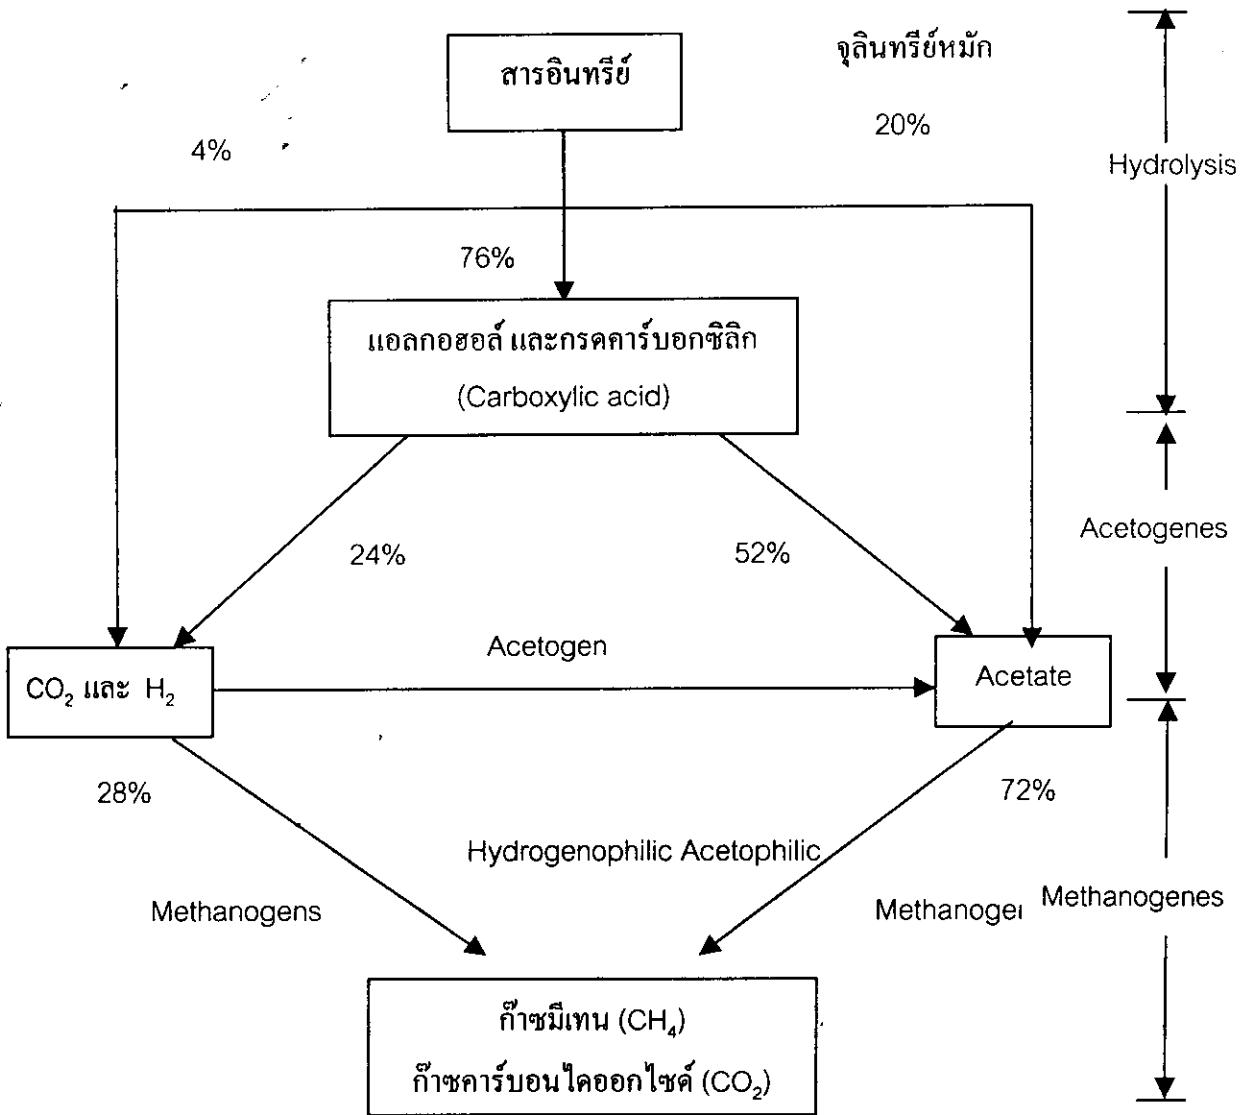 สารอินทรีย์
จุลินทรีย์หมัก
4%
20%
Hydrolysis
76%
แอลกอฮอล์ และกรดคาร์บอกซิลิก
(Carboxylic acid)
24%
52%
Acetogenes
Acetogen
CO₂ และ H₂
Acetate
28%
72%
Hydrogenophilic Acetophilic
Methanogens
Methanoger
Methanogenes
ก๊าซมีเทน (CH₄)
ก๊าซคาร์บอนไดออกไซด์ (CO₂)